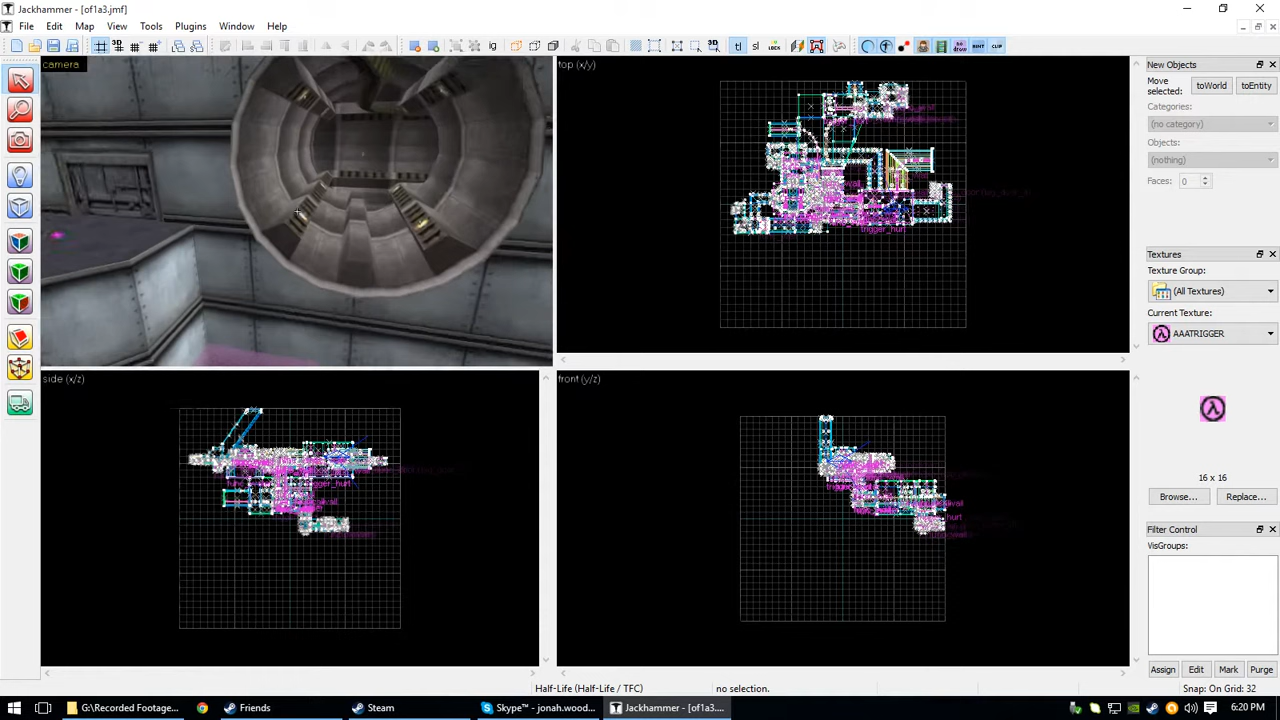 Jackhammer - [of1a3.jmf]
File Edit Map View Tools Plugins Window Help
camera
top (x/y)
trigger_hurt
side (x/z)
front (y/z)
New Objects
Move selected:
toWorld
toEntity
Categories:
(no category)
Objects:
(nothing)
Faces: 0
Textures
Texture Group:
(All Textures)
Current Texture:
AAATRIGGER
16 x 16
Browse...
Replace...
Filter Control
VisGroups:
Assign
Edit
Mark
Purge
Half-Life (Half-Life / TFC)
no selection.
Snap: On Grid: 32
G:\Recorded Footage...
Friends
Steam
Skype™ - jonah.wood...
Jackhammer - [of1a3....
6:20 PM